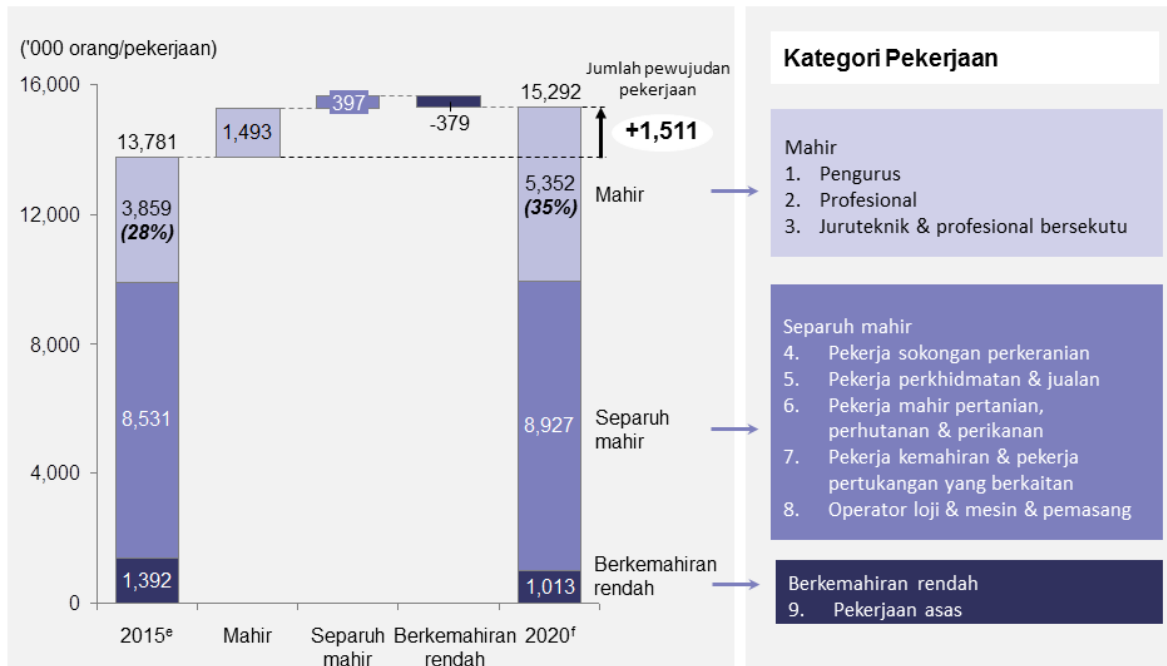 ('000 orang/pekerjaan)
16,000
12,000
8,000
4,000
0
13,781
3,859
(28%)
8,531
1,392
1,493
397
-379
Jumlah pewujudan
pekerjaan
15,292
+1,511
5,352
(35%)
8,927
1,013
Mahir
Separuh
mahir
Berkemahiran
rendah
2015ᵉ
Mahir
Separuh
mahir
Berkemahiran
rendah
2020ᶠ
Kategori Pekerjaan
Mahir
1. Pengurus
2. Profesional
3. Juruteknik & profesional bersekutu
Separuh mahir
4. Pekerja sokongan perkeranian
5. Pekerja perkhidmatan & jualan
6. Pekerja mahir pertanian,
perhutanan & perikanan
7. Pekerja kemahiran & pekerja
pertukangan yang berkaitan
8. Operator loji & mesin & pemasang
Berkemahiran rendah
9. Pekerjaan asas